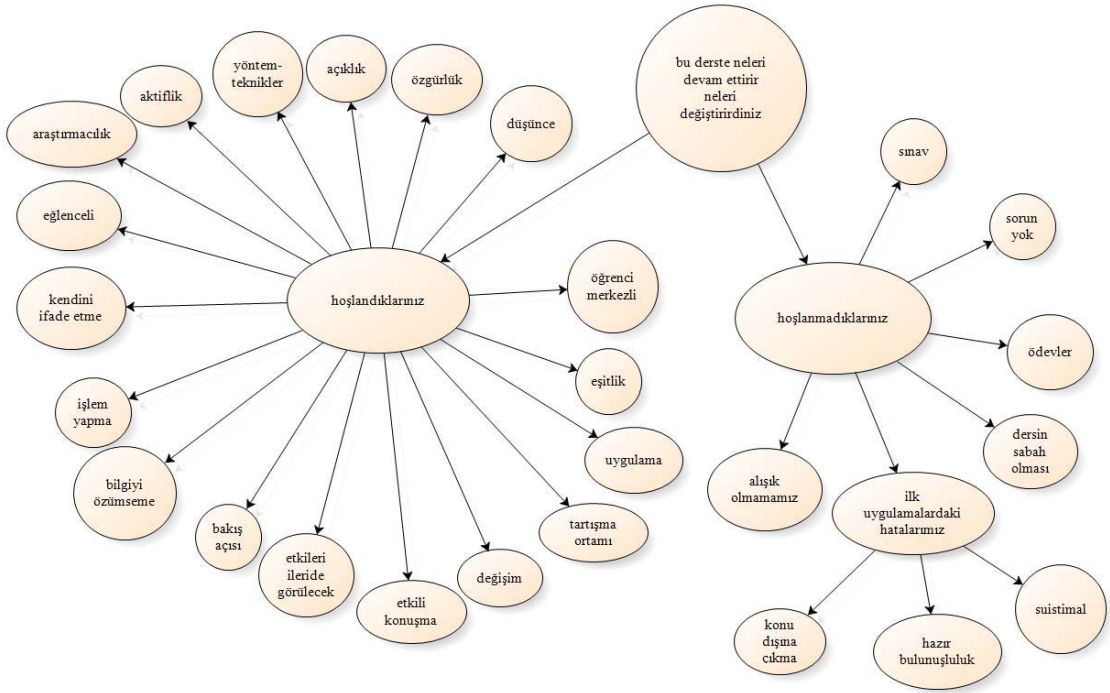 bu derste neleri
devam ettirir
neleri
değiştirirdiniz
hoşlandıklarınız
araştırmacılık
aktiflik
yöntem-
teknikler
açıklık
özgürlük
düşünce
eğlenceli
kendini
ifade etme
işlem
yapma
bilgiyi
özümseme
bakış
açısı
etkileri
ileride
görülecek
etkili
konuşma
değişim
tartışma
ortamı
uygulama
eşitlik
öğrenci
merkezli
hoşlanmadıklarınız
sınav
sorun
yok
ödevler
dersin
sabah
olması
alışık
olmamamız
ilk
uygulamalardaki
hatalarımız
konu
dışına
çıkma
hazır
bulunuşluluk
suistimal